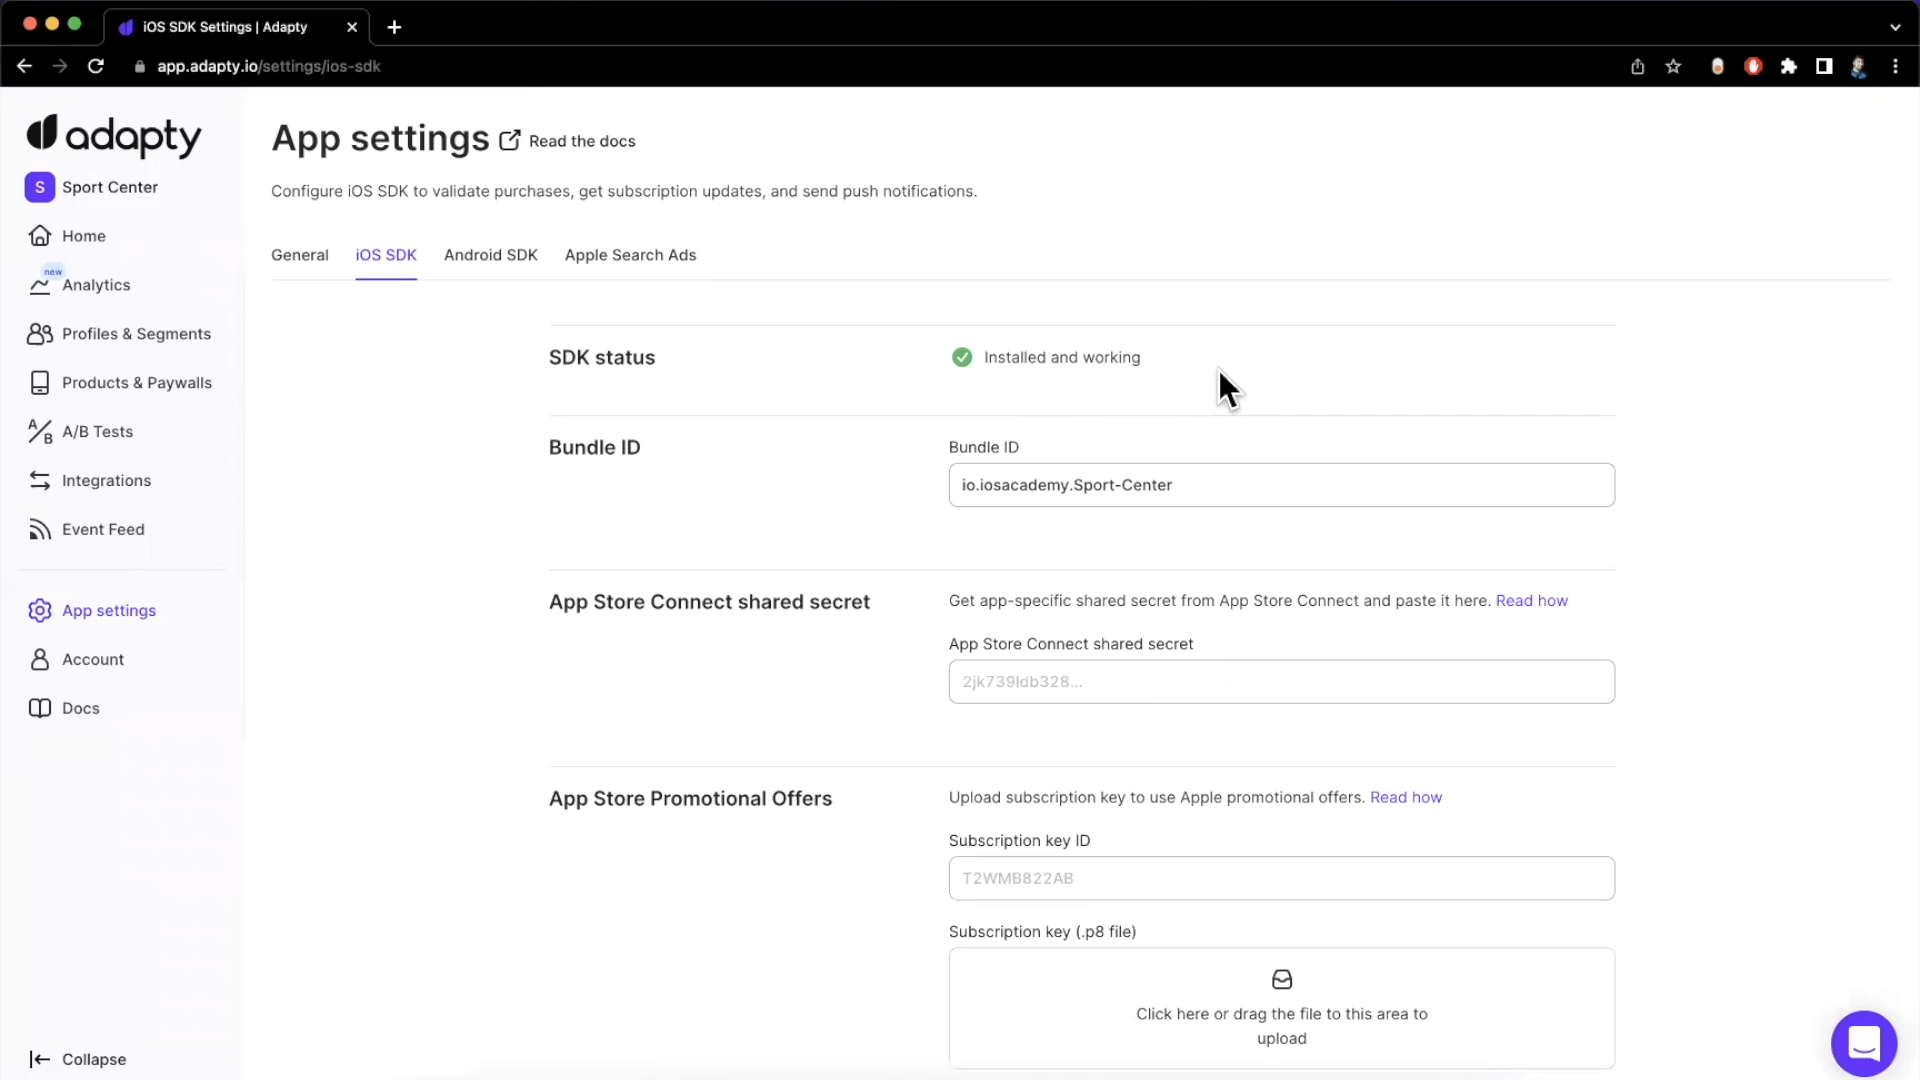 iOS SDK Settings | Adapty
app.adapty.io/settings/ios-sdk
adapty
S Sport Center
Home
new
Analytics
Profiles & Segments
Products & Paywalls
A/B A/B Tests
Integrations
Event Feed
App settings
Account
Docs
Collapse
App settings Read the docs
Configure iOS SDK to validate purchases, get subscription updates, and send push notifications.
General iOS SDK Android SDK Apple Search Ads
SDK status Installed and working
Bundle ID Bundle ID
io.iosacademy.Sport-Center
App Store Connect shared secret Get app-specific shared secret from App Store Connect and paste it here. Read how
App Store Connect shared secret
2jk739ldb328...
App Store Promotional Offers Upload subscription key to use Apple promotional offers. Read how
Subscription key ID
T2WMB822AB
Subscription key (.p8 file)
Click here or drag the file to this area to
upload